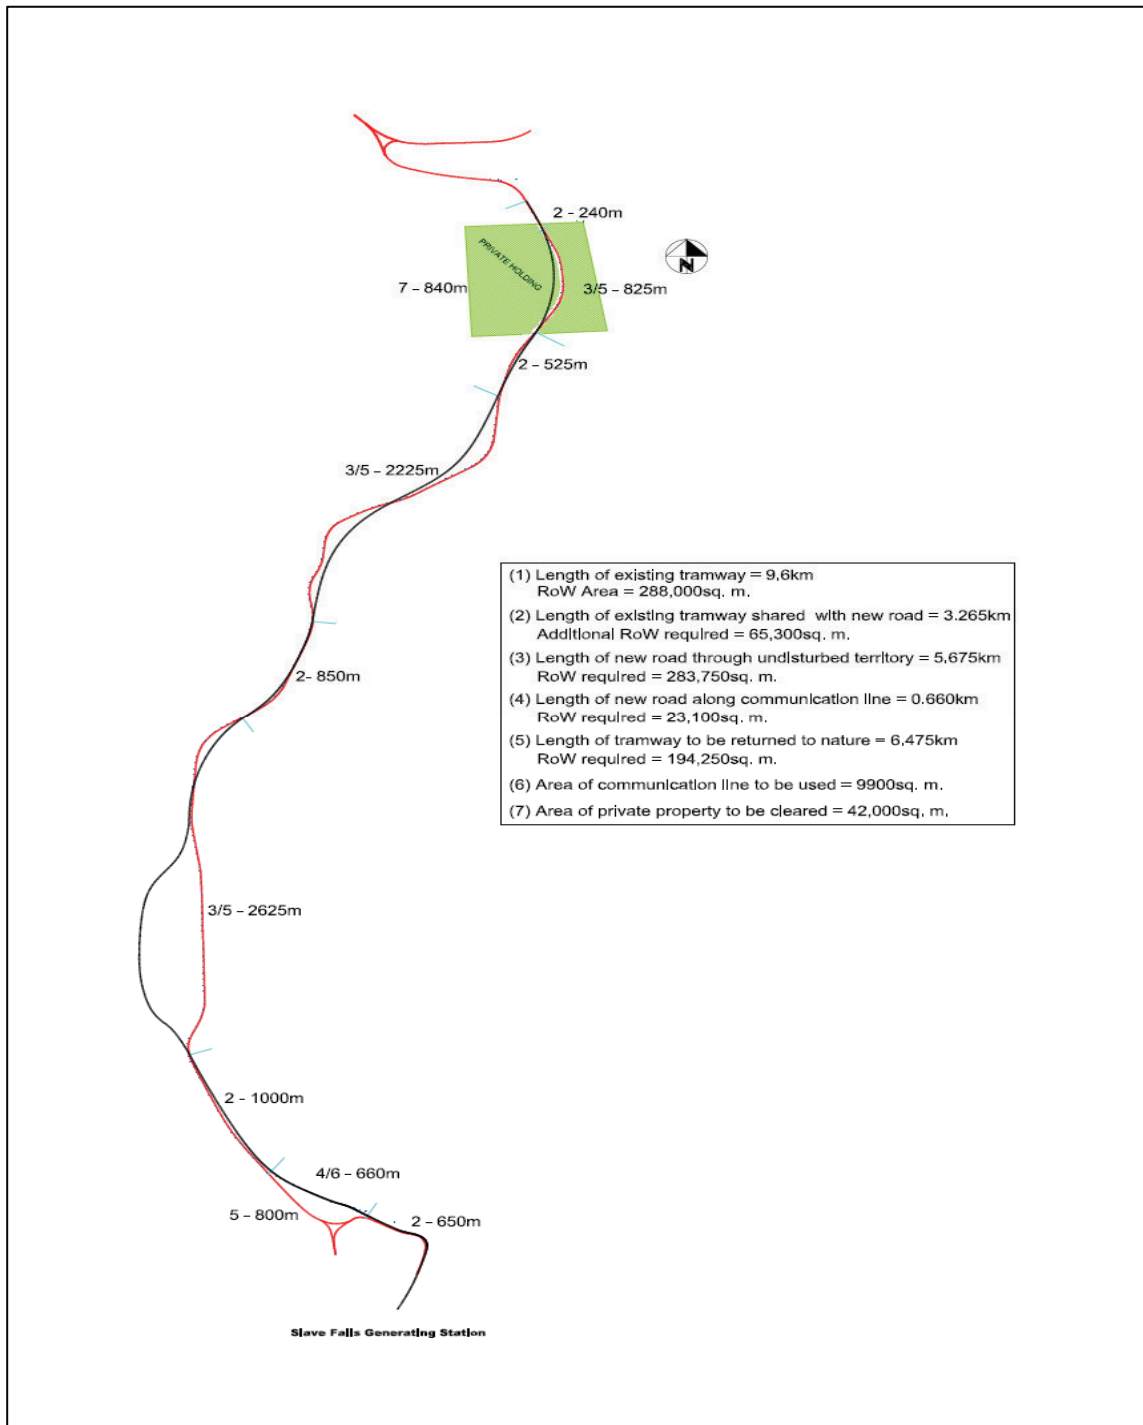 2 – 240m
PRIVATE HOLDING
N
7 – 840m
3/5 – 825m
2 – 525m
3/5 – 2225m
(1) Length of existing tramway = 9.6km
RoW Area = 288,000sq. m.
(2) Length of existing tramway shared with new road = 3.265km
Additional RoW required = 65,300sq. m.
(3) Length of new road through undisturbed territory = 5.675km
RoW required = 283,750sq. m.
(4) Length of new road along communication line = 0.660km
RoW required = 23,100sq. m.
(5) Length of tramway to be returned to nature = 6.475km
RoW required = 194,250sq. m.
(6) Area of communication line to be used = 9900sq. m.
(7) Area of private property to be cleared = 42,000sq. m.
2- 850m
3/5 – 2625m
2 – 1000m
4/6 – 660m
5 – 800m
2 – 650m
Slave Falls Generating Station